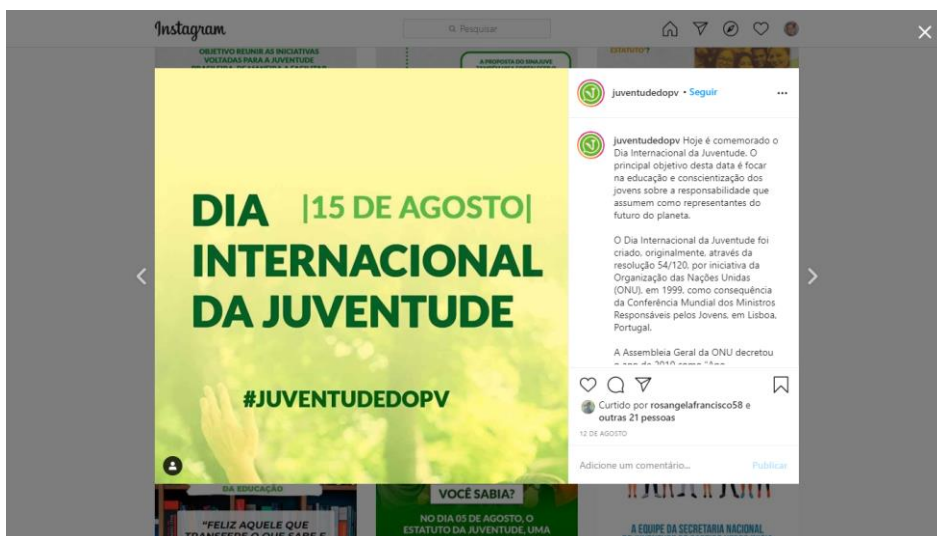 Instagram
Pesquisar
OBJETIVO REUNIR AS INICIATIVAS
VOLTADAS PARA A JUVENTUDE
A PROPOSTA DO SINAJUVE
ESTATUTO?
juventudedopv • Seguir
juventudedopv Hoje é comemorado o
Dia Internacional da Juventude. O
principal objetivo desta data é focar
na educação e conscientização dos
jovens sobre a responsabilidade que
assumem como representantes do
futuro do planeta.
O Dia Internacional da Juventude foi
criado, originalmente, através da
resolução 54/120, por iniciativa da
Organização das Nações Unidas
(ONU), em 1999, como consequência
da Conferência Mundial dos Ministros
Responsáveis pelos Jovens, em Lisboa,
Portugal.
A Assembleia Geral da ONU decretou
DIA |15 DE AGOSTO|
INTERNACIONAL
DA JUVENTUDE
#JUVENTUDEDOPV
Curtido por rosangelafrancisco58 e
outras 21 pessoas
12 DE AGOSTO
Adicione um comentário...
Publicar
DA EDUCAÇÃO
"FELIZ AQUELE QUE
TRANSFERE O QUE SABE E
VOCÊ SABIA?
NO DIA 05 DE AGOSTO, O
ESTATUTO DA JUVENTUDE, UMA
A EQUIPE DA SECRETARIA NACIONAL